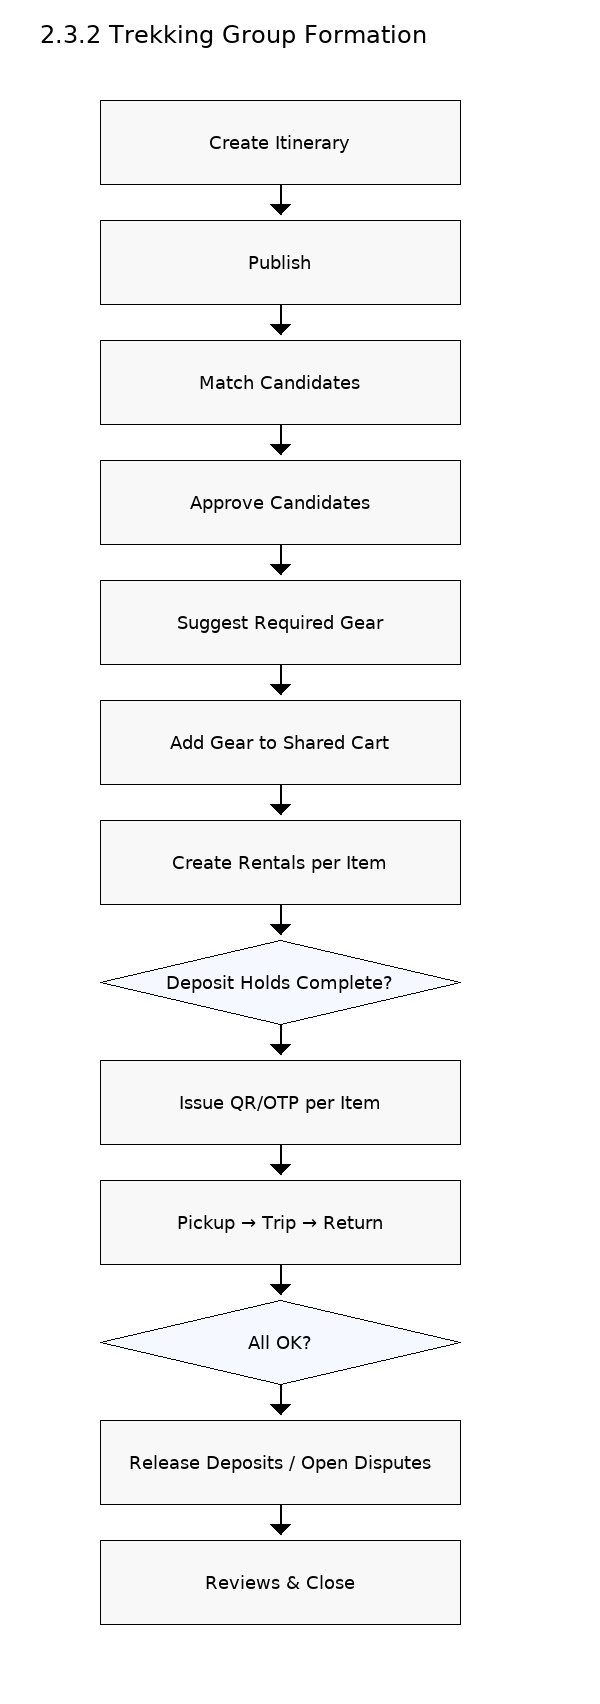 2.3.2 Trekking Group Formation
Create Itinerary
Publish
Match Candidates
Approve Candidates
Suggest Required Gear
Add Gear to Shared Cart
Create Rentals per Item
Deposit Holds Complete?
Issue QR/OTP per Item
Pickup → Trip → Return
All OK?
Release Deposits / Open Disputes
Reviews & Close